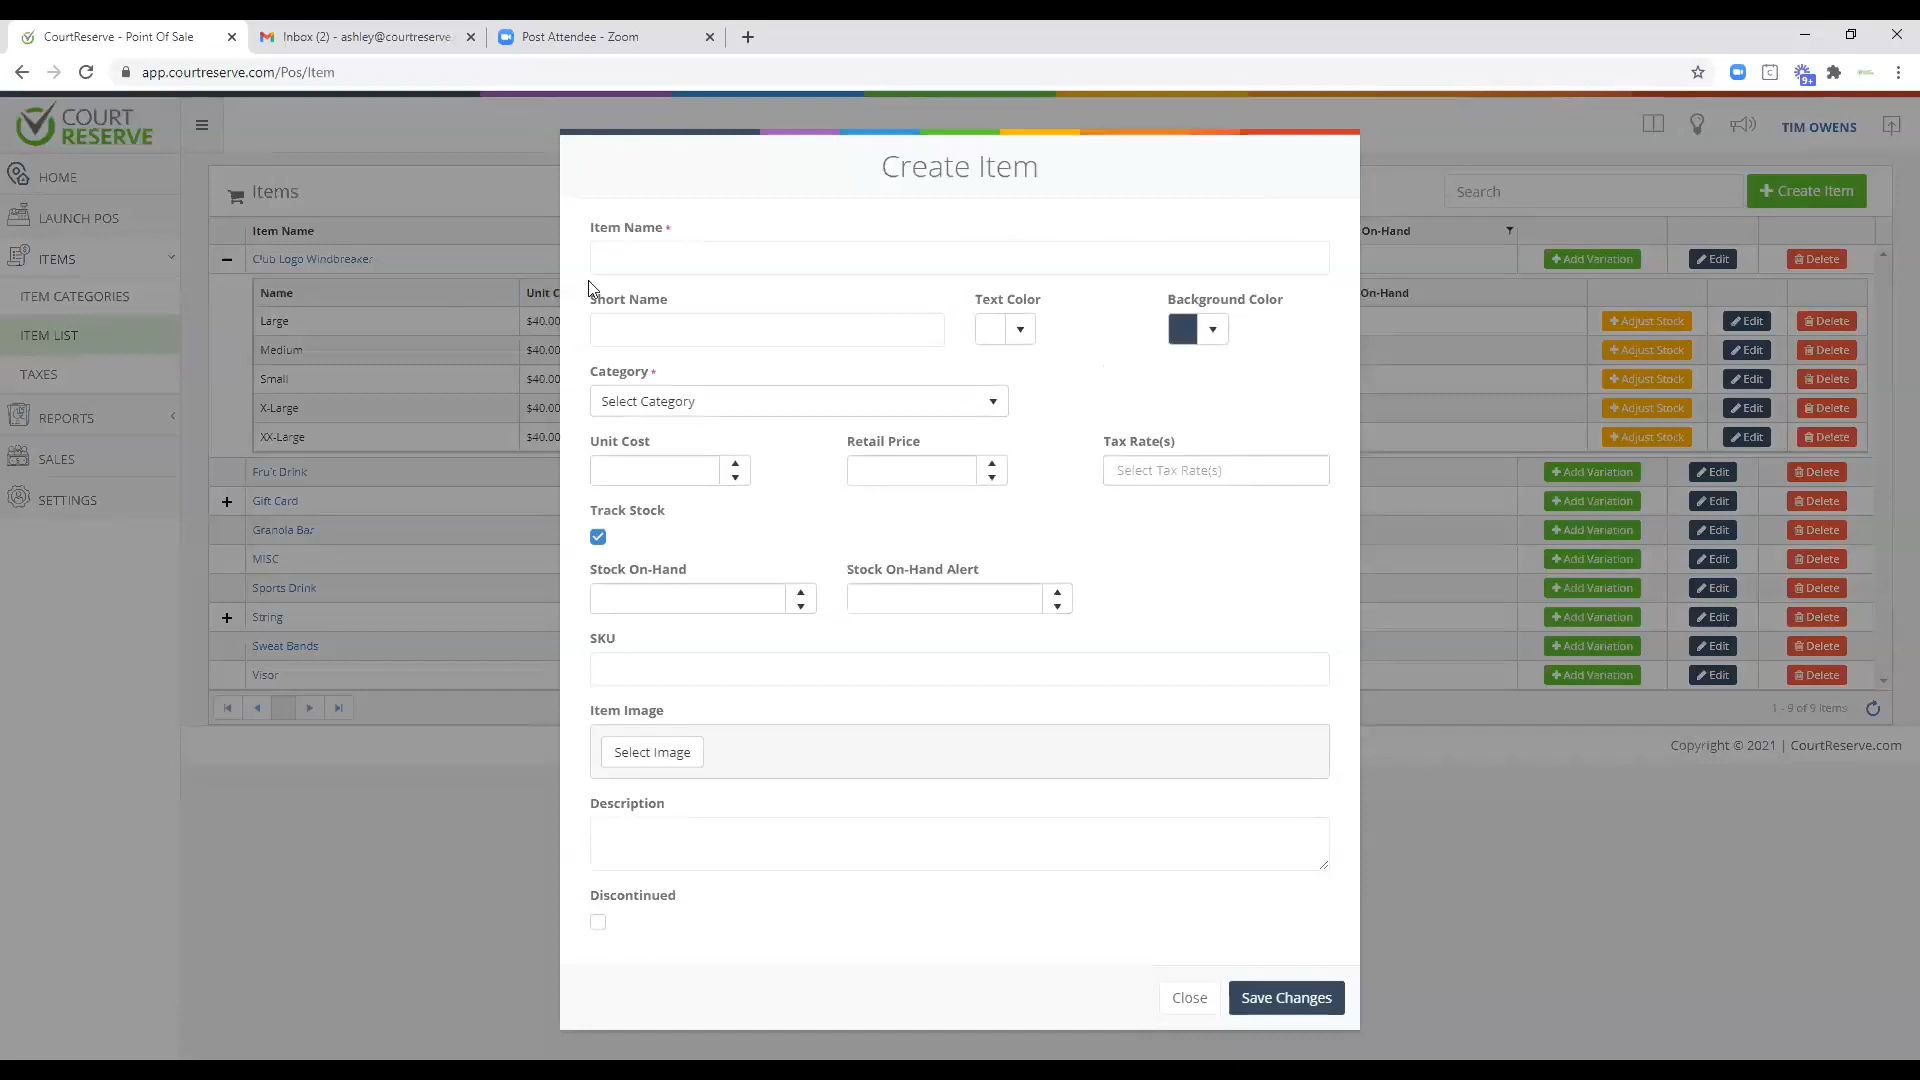 CourtReserve - Point Of Sale
Inbox (2) - ashley@courtreserve
Post Attendee - Zoom
app.courtreserve.com/Pos/Item
9+
COURT
RESERVE
TIM OWENS
HOME
LAUNCH POS
ITEMS
ITEM CATEGORIES
ITEM LIST
TAXES
REPORTS
SALES
SETTINGS
Items
Search
Create Item
Item Name
On-Hand
Club Logo Windbreaker
Add Variation Edit Delete
Name Unit C On-Hand
Large $40.00 Adjust Stock Edit Delete
Medium $40.00 Adjust Stock Edit Delete
Small $40.00 Adjust Stock Edit Delete
X-Large $40.00 Adjust Stock Edit Delete
XX-Large $40.00 Adjust Stock Edit Delete
Fruit Drink Add Variation Edit Delete
Gift Card Add Variation Edit Delete
Granola Bar Add Variation Edit Delete
MISC Add Variation Edit Delete
Sports Drink Add Variation Edit Delete
String Add Variation Edit Delete
Sweat Bands Add Variation Edit Delete
Visor Add Variation Edit Delete
1 - 9 of 9 items
Copyright © 2021 | CourtReserve.com
Create Item
Item Name *
Short Name Text Color Background Color
Category *
Select Category
Unit Cost Retail Price Tax Rate(s)
Select Tax Rate(s)
Track Stock
Stock On-Hand Stock On-Hand Alert
SKU
Item Image
Select Image
Description
Discontinued
Close Save Changes